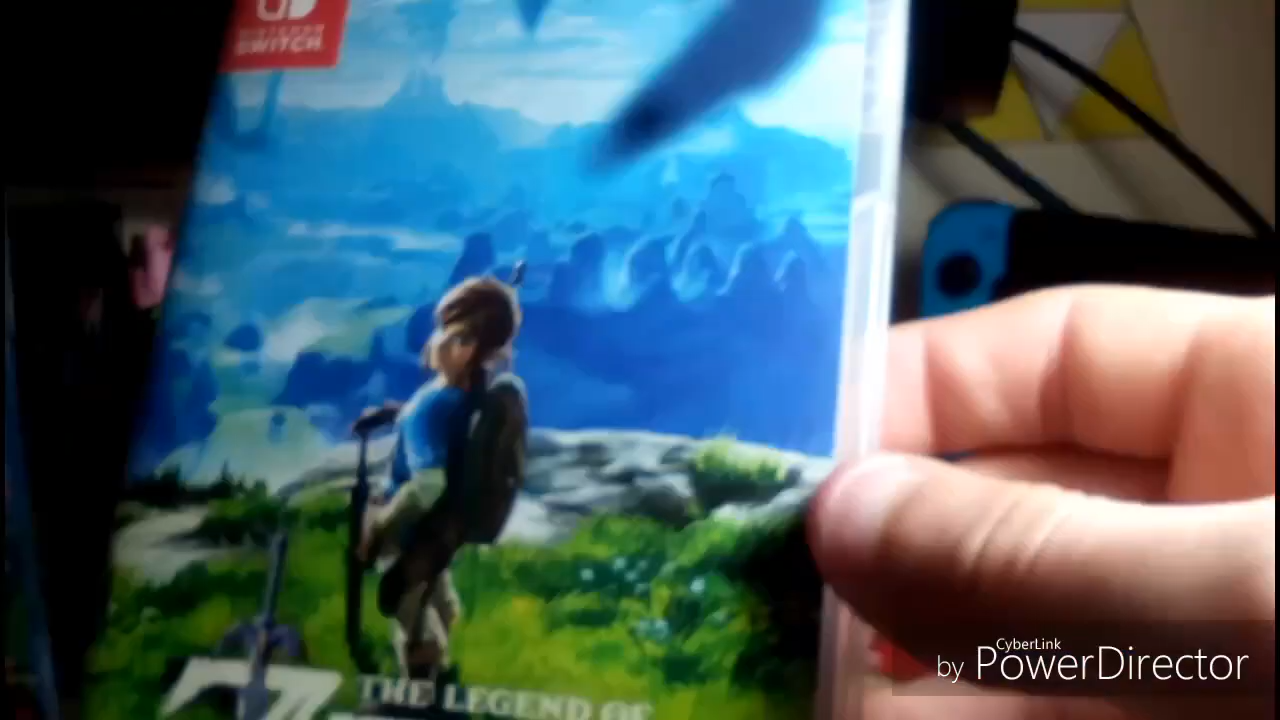 NINTENDO
SWITCH
THE LEGEND OF
Z
CyberLink
by PowerDirector